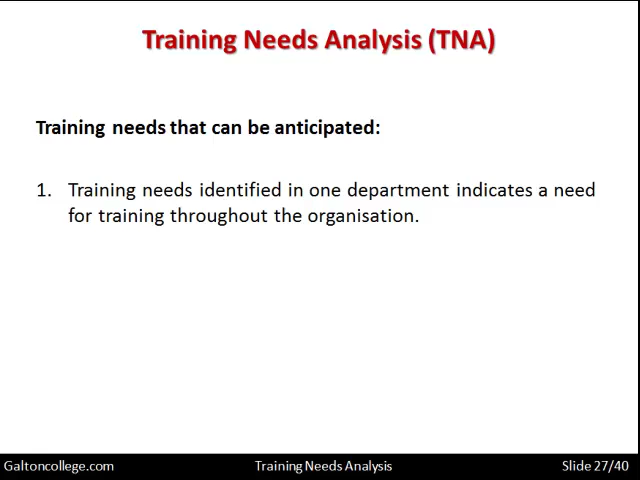 Training Needs Analysis (TNA)
Training needs that can be anticipated:
1. Training needs identified in one department indicates a need
for training throughout the organisation.
Galtoncollege.com Training Needs Analysis Slide 27/40